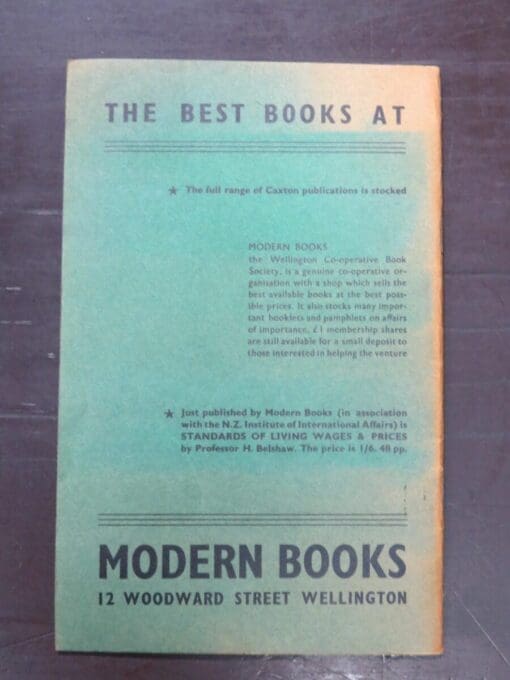 THE BEST BOOKS AT
★ The full range of Caxton publications is stocked
MODERN BOOKS
the Wellington Co-operative Book
Society, is a genuine co-operative or-
ganisation with a shop which sells the
best available books at the best poss-
ible prices. It also stocks many impor-
tant booklets and pamphlets on affairs
of importance. £1 membership shares
are still available for a small deposit to
those interested in helping the venture
★ Just published by Modern Books (in association
with the N.Z. Institute of International Affairs) is
STANDARDS OF LIVING WAGES & PRICES
by Professor H. Belshaw. The price is 1/6. 48 pp.
MODERN BOOKS
12 WOODWARD STREET WELLINGTON